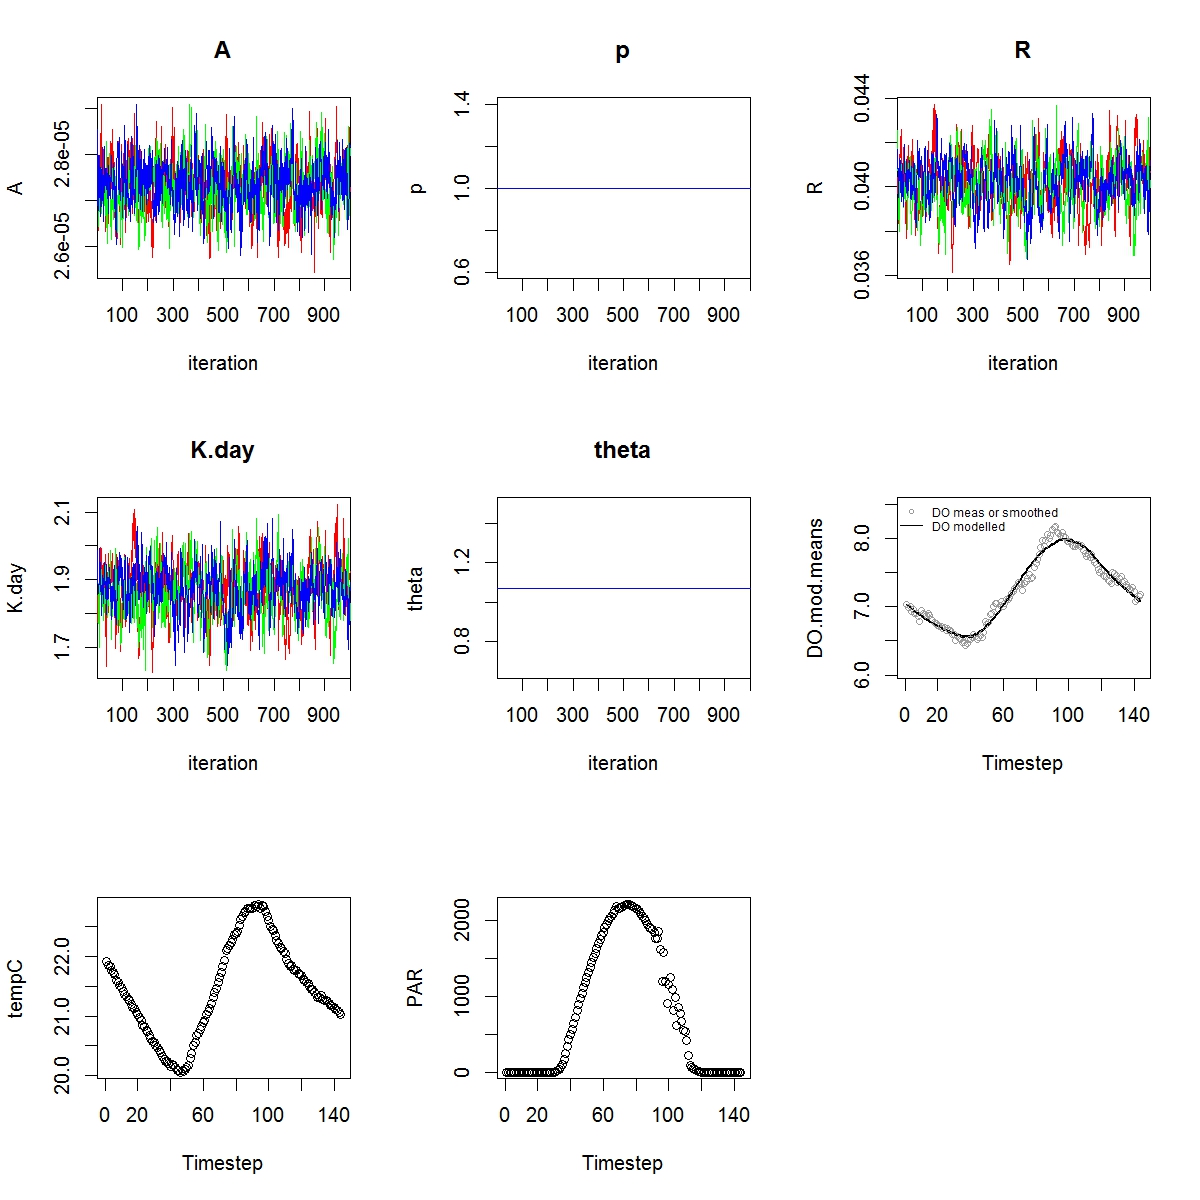 A
p
R
A
2.6e-05 2.8e-05
100 300 500 700 900
iteration
p
0.6 1.0 1.4
100 300 500 700 900
iteration
R
0.036 0.040 0.044
100 300 500 700 900
iteration
K.day
theta
K.day
1.7 1.9 2.1
100 300 500 700 900
iteration
theta
0.8 1.2
100 300 500 700 900
iteration
DO.mod.means
6.0 7.0 8.0
DO meas or smoothed
DO modelled
0 20 60 100 140
Timestep
tempC
20.0 21.0 22.0
0 20 60 100 140
Timestep
PAR
0 1000 2000
0 20 60 100 140
Timestep